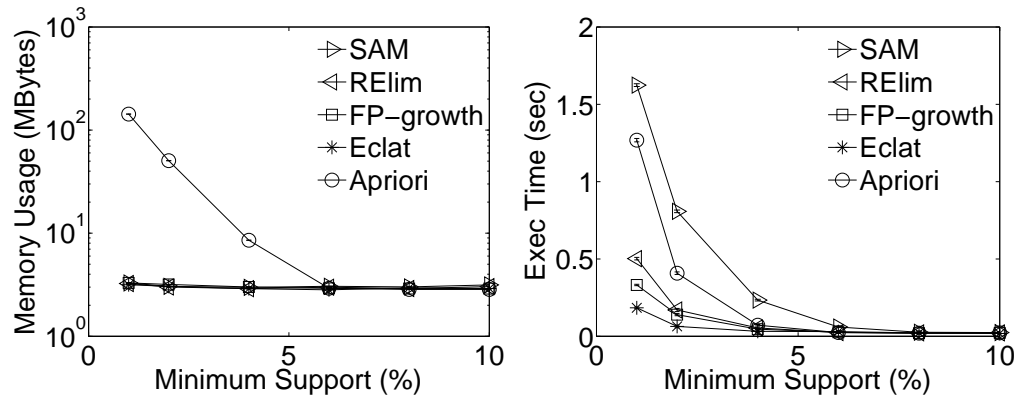 Memory Usage (MBytes)
10^3
10^2
10^1
10^0
0
5
10
Minimum Support (%)
SAM
RElim
FP−growth
Eclat
Apriori
Exec Time (sec)
2
1.5
1
0.5
0
0
5
10
Minimum Support (%)
SAM
RElim
FP−growth
Eclat
Apriori